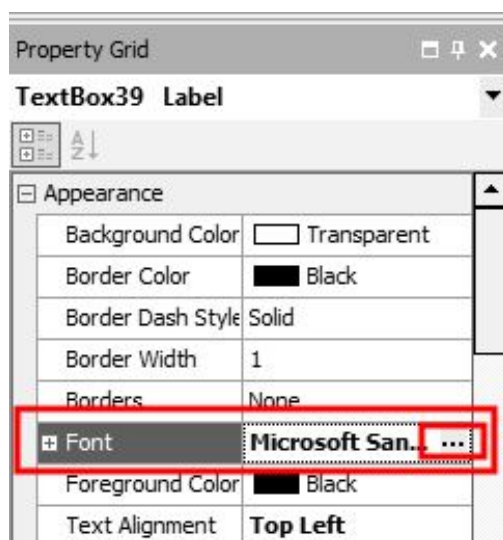 Property Grid
TextBox39 Label
Appearance
Background Color Transparent
Border Color Black
Border Dash Style Solid
Border Width 1
Borders None
Font Microsoft San... ...
Foreground Color Black
Text Alignment Top Left